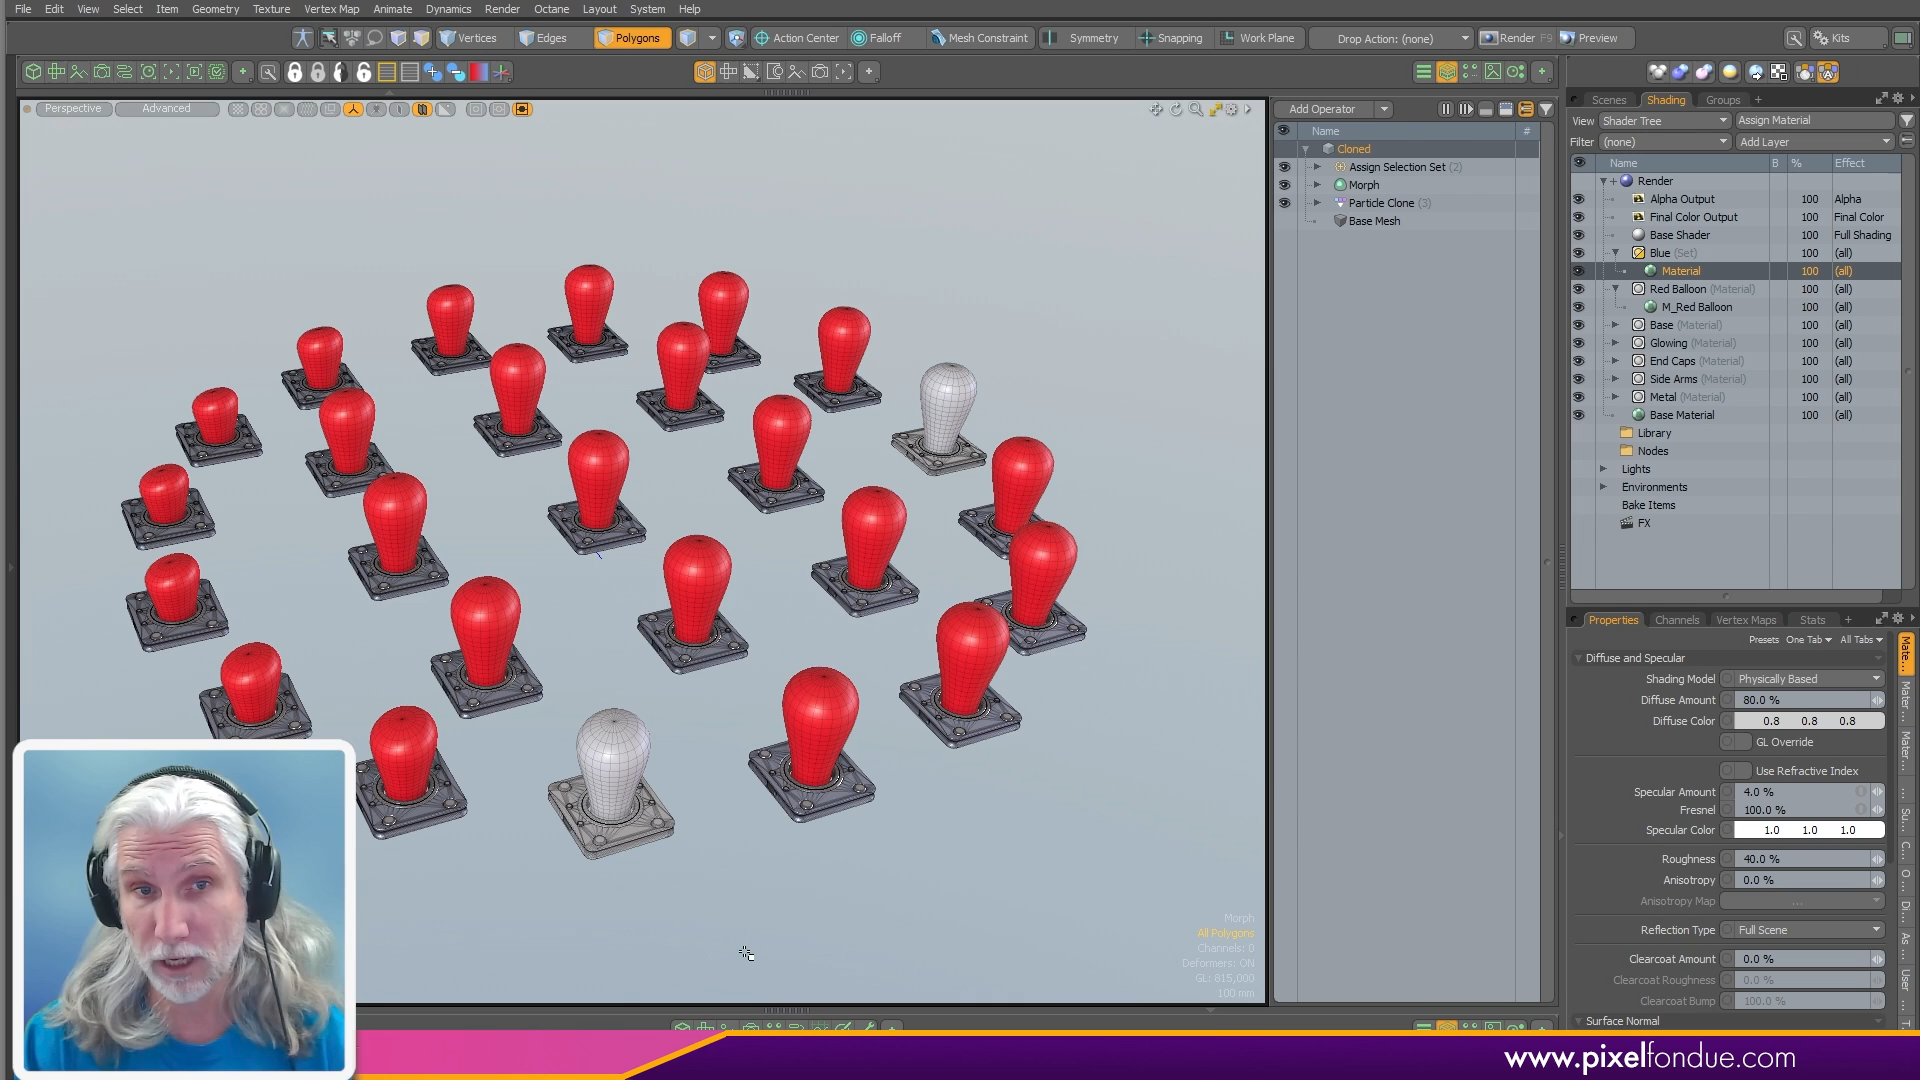 File Edit View Select Item Geometry Texture Vertex Map Animate Dynamics Render Octane Layout System Help
Vertices Edges Polygons Action Center Falloff Mesh Constraint Symmetry Snapping Work Plane Drop Action: (none) Render F9 Preview Kits
Perspective Advanced
Add Operator
Name #
Cloned
Assign Selection Set (2)
Morph
Particle Clone (3)
Base Mesh
Scenes Shading Groups +
View Shader Tree Assign Material
Filter (none) Add Layer
Name B % Effect
Render
Alpha Output 100 Alpha
Final Color Output 100 Final Color
Base Shader 100 Full Shading
Blue (Set) 100 (all)
Material 100 (all)
Red Balloon (Material) 100 (all)
M_Red Balloon 100 (all)
Base (Material) 100 (all)
Glowing (Material) 100 (all)
End Caps (Material) 100 (all)
Side Arms (Material) 100 (all)
Metal (Material) 100 (all)
Base Material 100 (all)
Library
Nodes
Lights
Environments
Bake Items
FX
Properties Channels Vertex Maps Stats +
Presets One Tab All Tabs
Diffuse and Specular
Shading Model Physically Based
Diffuse Amount 80.0 %
Diffuse Color 0.8 0.8 0.8
GL Override
Use Refractive Index
Specular Amount 4.0 %
Fresnel 100.0 %
Specular Color 1.0 1.0 1.0
Roughness 40.0 %
Anisotropy 0.0 %
Anisotropy Map ...
Reflection Type Full Scene
Clearcoat Amount 0.0 %
Clearcoat Roughness 0.0 %
Clearcoat Bump 100.0 %
Surface Normal
Mate...
Mater...
Mater...
...
Su...
C...
O...
Di...
As...
User...
Morph
All Polygons
Channels: 0
Deformers: ON
GL: 815,000
100 mm
www.pixelfondue.com